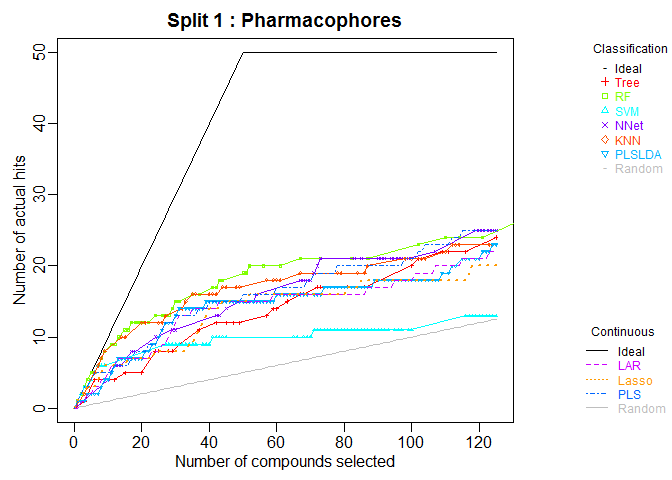 Split 1 : Pharmacophores
Number of actual hits
50
40
30
20
10
0
0 20 40 60 80 100 120
Number of compounds selected
Classification
Ideal
Tree
RF
SVM
NNet
KNN
PLSLDA
Random
Continuous
Ideal
LAR
Lasso
PLS
Random